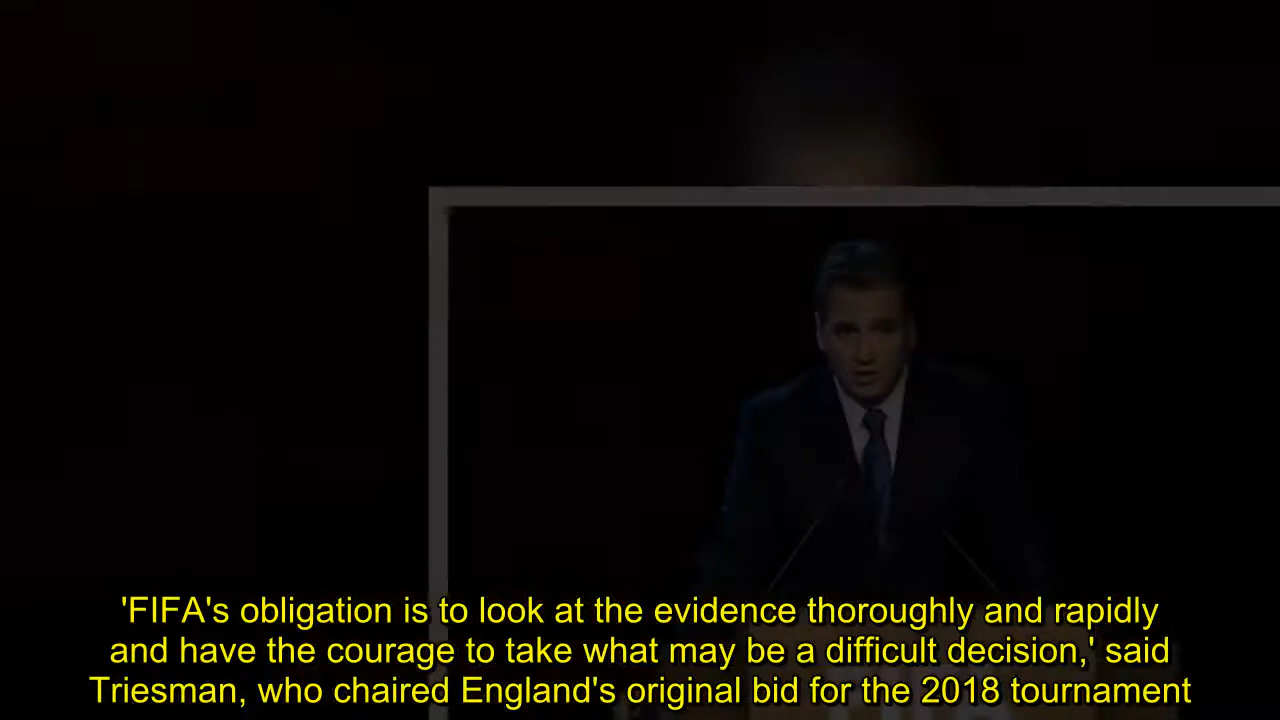 'FIFA's obligation is to look at the evidence thoroughly and rapidly
and have the courage to take what may be a difficult decision,' said
Triesman, who chaired England's original bid for the 2018 tournament